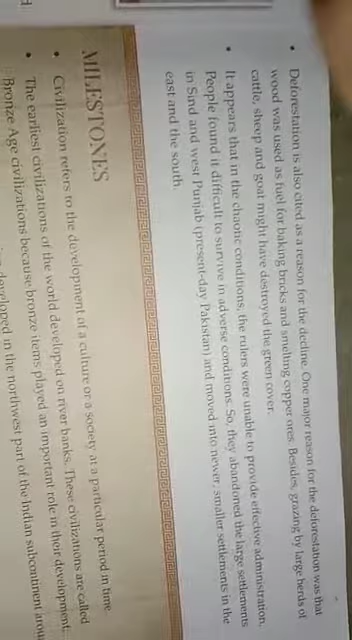 • Deforestation is also cited as a reason for the decline. One major reason for the deforestation was that
wood was used as fuel for baking bricks and smelting copper ores. Besides, grazing by large herds of
cattle, sheep and goat might have destroyed the green cover.
• It appears that in the chaotic conditions, the rulers were unable to provide effective administration.
People found it difficult to survive in adverse conditions. So, they abandoned the large settlements
in Sind and west Punjab (present-day Pakistan) and moved into newer, smaller settlements in the
east and the south.
MILESTONES
• Civilization refers to the development of a culture or a society at a particular period in time.
• The earliest civilizations of the world developed on river banks. These civilizations are called
Bronze Age civilizations because bronze items played an important role in their development.
developed in the northwest part of the Indian subcontinent